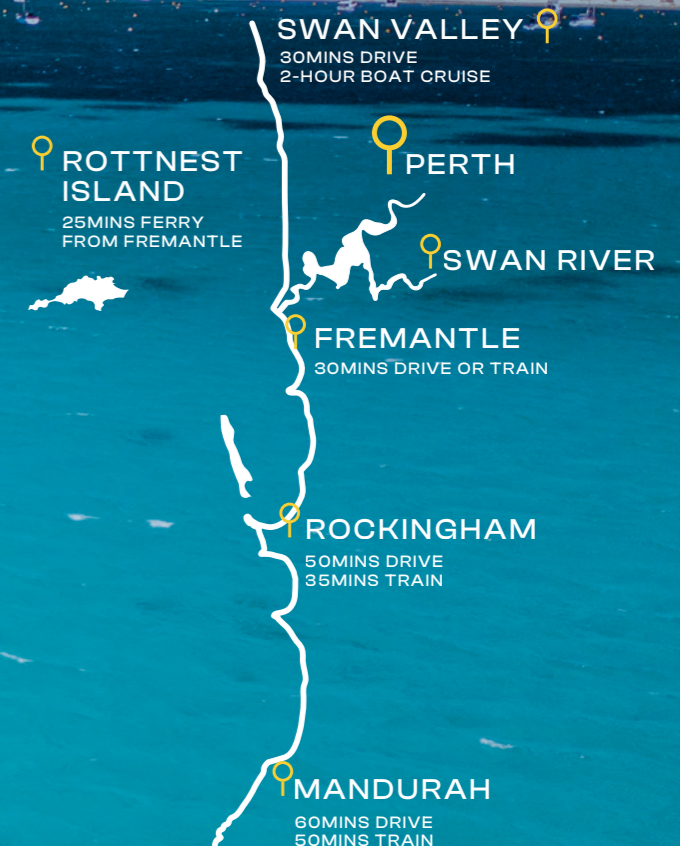 SWAN VALLEY
30MINS DRIVE
2-HOUR BOAT CRUISE
PERTH
ROTTNEST
ISLAND
25MINS FERRY
FROM FREMANTLE
SWAN RIVER
FREMANTLE
30MINS DRIVE OR TRAIN
ROCKINGHAM
50MINS DRIVE
35MINS TRAIN
MANDURAH
60MINS DRIVE
50MINS TRAIN